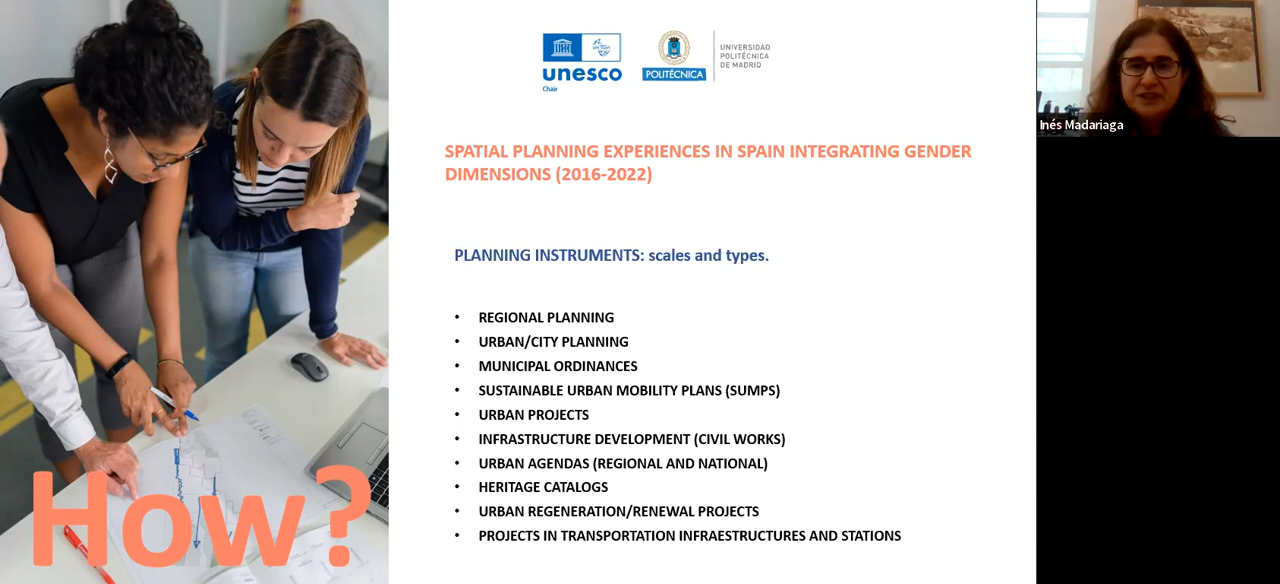 unesco
Chair
POLITÉCNICA
UNIVERSIDAD
POLITÉCNICA
DE MADRID
Inés Madariaga
SPATIAL PLANNING EXPERIENCES IN SPAIN INTEGRATING GENDER
DIMENSIONS (2016-2022)
PLANNING INSTRUMENTS: scales and types.
• REGIONAL PLANNING
• URBAN/CITY PLANNING
• MUNICIPAL ORDINANCES
• SUSTAINABLE URBAN MOBILITY PLANS (SUMPS)
• URBAN PROJECTS
• INFRASTRUCTURE DEVELOPMENT (CIVIL WORKS)
• URBAN AGENDAS (REGIONAL AND NATIONAL)
• HERITAGE CATALOGS
• URBAN REGENERATION/RENEWAL PROJECTS
• PROJECTS IN TRANSPORTATION INFRAESTRUCTURES AND STATIONS
How?